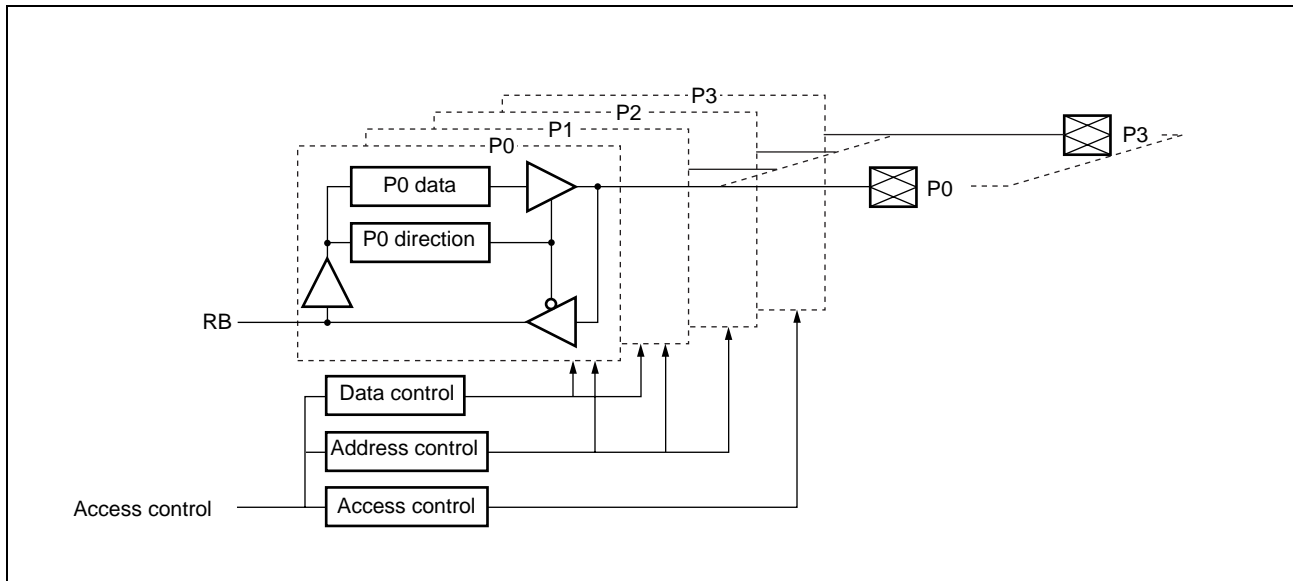 P3
P2
P1
P0
P3
P0 data
P0
P0 direction
RB
Data control
Address control
Access control
Access control